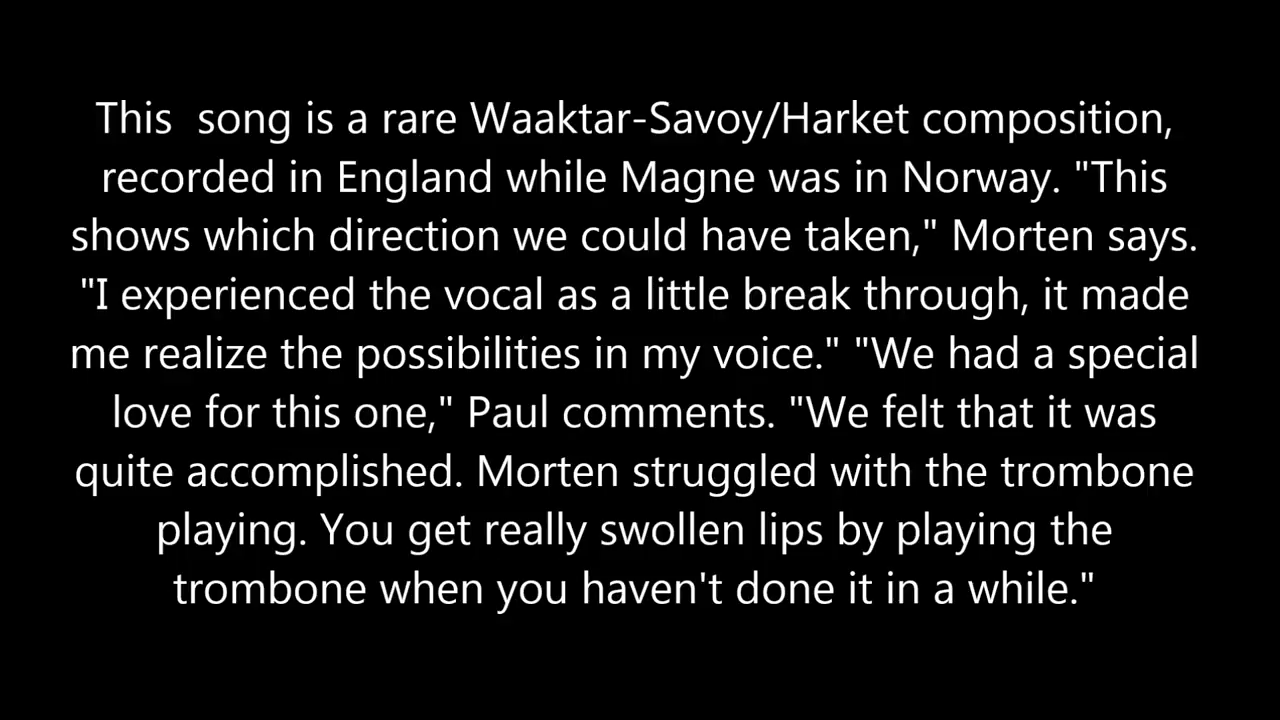 This  song is a rare Waaktar-Savoy/Harket composition,
recorded in England while Magne was in Norway. "This
shows which direction we could have taken," Morten says.
"I experienced the vocal as a little break through, it made
me realize the possibilities in my voice." "We had a special
love for this one," Paul comments. "We felt that it was
quite accomplished. Morten struggled with the trombone
playing. You get really swollen lips by playing the
trombone when you haven't done it in a while."